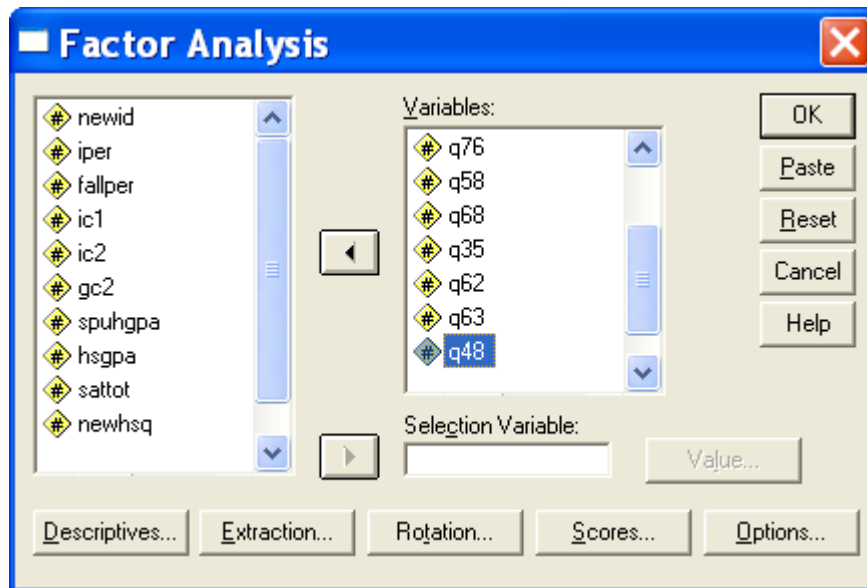 Factor Analysis
newid
iper
fallper
ic1
ic2
gc2
spuhgpa
hsgpa
sattot
newhsq
Variables:
q76
q58
q68
q35
q62
q63
q48
Selection Variable:
Value...
OK
Paste
Reset
Cancel
Help
Descriptives...
Extraction...
Rotation...
Scores...
Options...